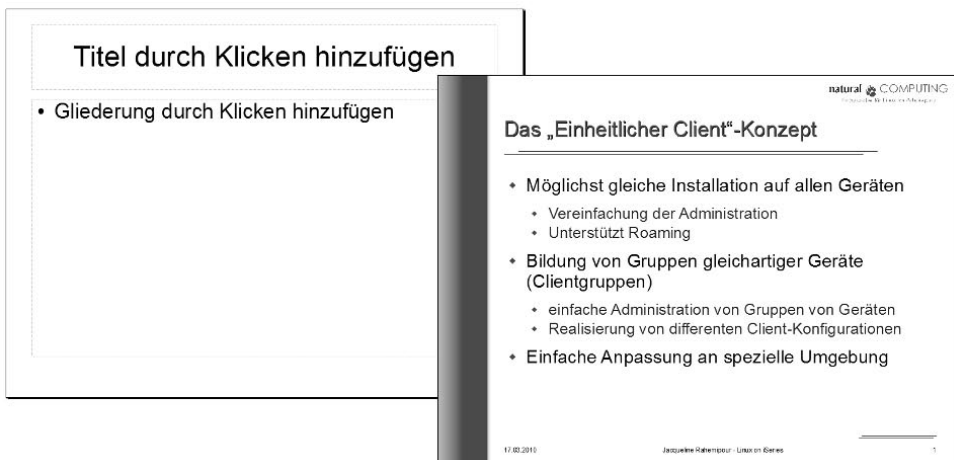 Titel durch Klicken hinzufügen
• Gliederung durch Klicken hinzufügen
natural COMPUTING
Das „Einheitlicher Client“-Konzept
Möglichst gleiche Installation auf allen Geräten
Vereinfachung der Administration
Unterstützt Roaming
Bildung von Gruppen gleichartiger Geräte
(Clientgruppen)
einfache Administration von Gruppen von Geräten
Realisierung von differenten Client-Konfigurationen
Einfache Anpassung an spezielle Umgebung
17.03.2010
Jacqueline Rahemipour - Linux on iSeries
1